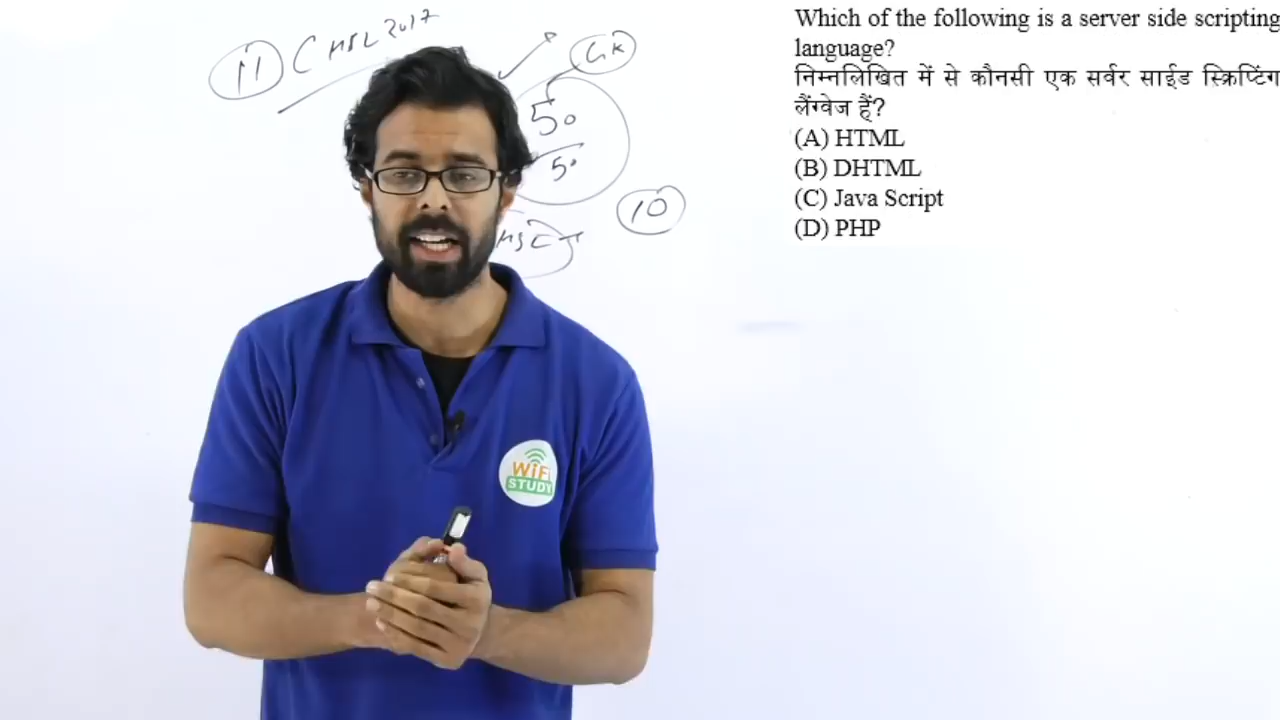 11
CHSL 2017
GK
50
50
10
Which of the following is a server side scripting
language?
निम्नलिखित में से कौनसी एक सर्वर साईड स्क्रिप्टिंग
लैंग्वेज हैं?
(A) HTML
(B) DHTML
(C) Java Script
(D) PHP
WiFi
STUDY